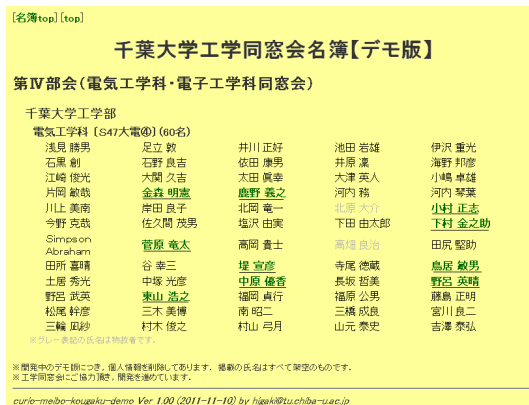 [名簿top] [top]
千葉大学工学同窓会名簿【デモ版】
第Ⅳ部会(電気工学科・電子工学科同窓会)
千葉大学工学部
電気工学科 〔S47大電④〕(60名)
浅見 勝男 足立 敦 井川 正好 池田 岩雄 伊沢 重光
石黒 創 石野 良吉 依田 康男 井原 凜 海野 邦彦
江崎 俊光 大関 久吉 太田 眞幸 大津 英人 小嶋 卓雄
片岡 敏哉 金森 明憲 鹿野 義之 河内 務 河内 琴葉
川上 美南 岸田 良子 北岡 竜一 北原 大介 小村 正志
今野 克哉 佐久間 茂男 塩沢 由実 下田 由太郎 下村 金之助
Simpson Abraham 菅原 竜太 高岡 貴士 高畑 良治 田尻 堅助
田所 喜晴 谷 幸三 堤 宣彦 寺尾 徳蔵 鳥居 敏男
土居 秀光 中塚 光彦 中原 優香 長坂 哲美 野呂 英晴
野呂 武英 東山 浩之 福岡 貞行 福原 公男 藤島 正明
松尾 幹彦 三木 美博 南 昭二 三橋 成良 宮川 良二
三輪 凪紗 村木 俊之 村山 弓月 山元 泰史 吉澤 泰弘
※グレー表記の氏名は物故者です。
※開発中のデモ版につき, 個人情報を削除してあります. 掲載の氏名はすべて架空のものです.
※工学同窓会にご協力頂き, 開発を進めています.
curio-meibo-kougaku-demo Ver 1.00 (2011-11-10) by higaki@tu.chiba-u.ac.jp